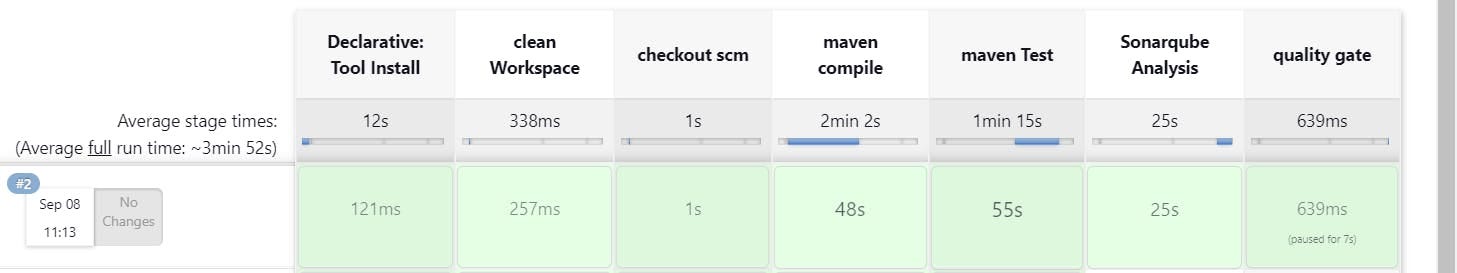 Declarative: Tool Install
clean Workspace
checkout scm
maven compile
maven Test
Sonarqube Analysis
quality gate
Average stage times:
(Average full run time: ~3min 52s)
12s
338ms
1s
2min 2s
1min 15s
25s
639ms
#2
Sep 08
11:13
No
Changes
121ms
257ms
1s
48s
55s
25s
639ms
(paused for 7s)